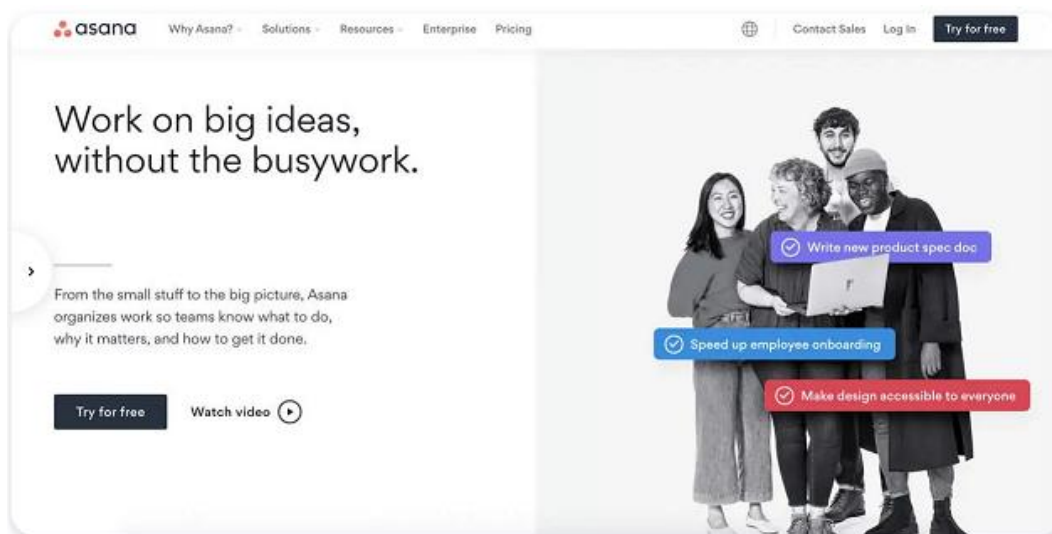 asana Why Asana? Solutions Resources Enterprise Pricing Contact Sales Log In Try for free
Work on big ideas,
without the busywork.
From the small stuff to the big picture, Asana
organizes work so teams know what to do,
why it matters, and how to get it done.
Try for free Watch video
Write new product spec doc
Speed up employee onboarding
Make design accessible to everyone